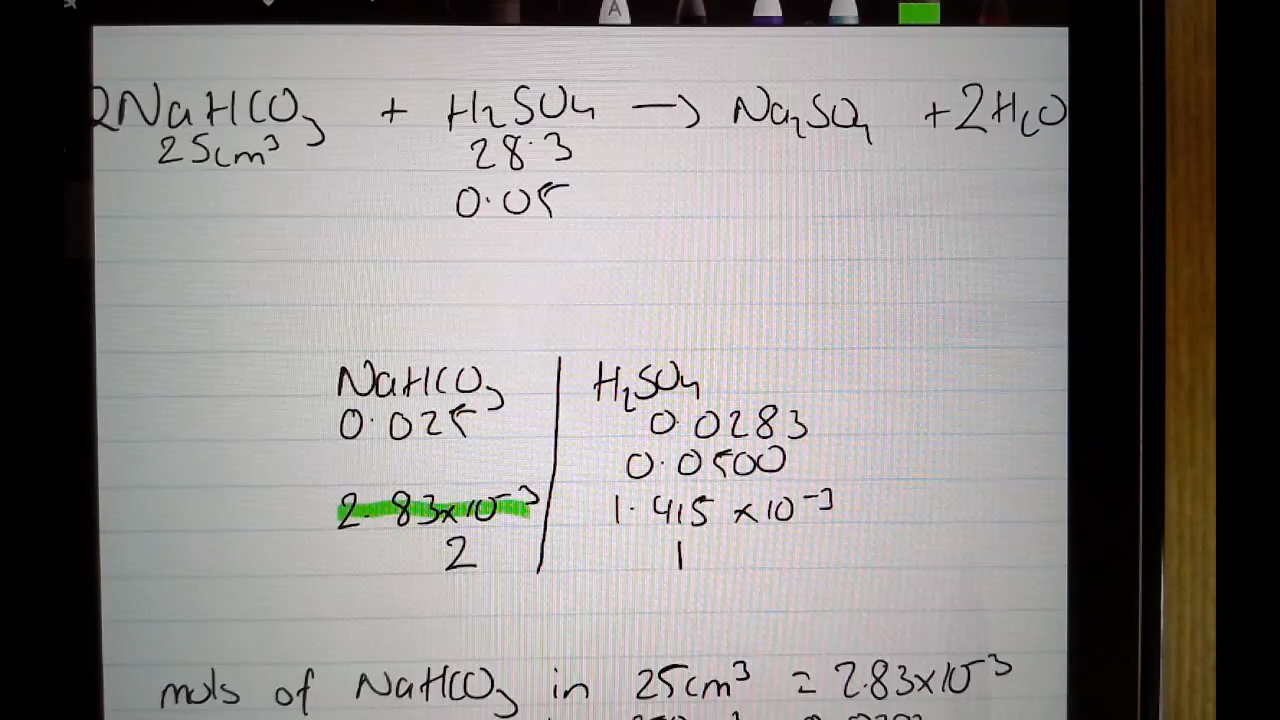 2NaHCO3 + H2SO4 → Na2SO4 + 2H2O
25cm³ 28.3
0.05
NaHCO3 H2SO4
0.025 0.0283
0.0500
2.83x10⁻³ 1.415 x10⁻³
2 1
mols of NaHCO3 in 25cm³ = 2.83x10⁻³